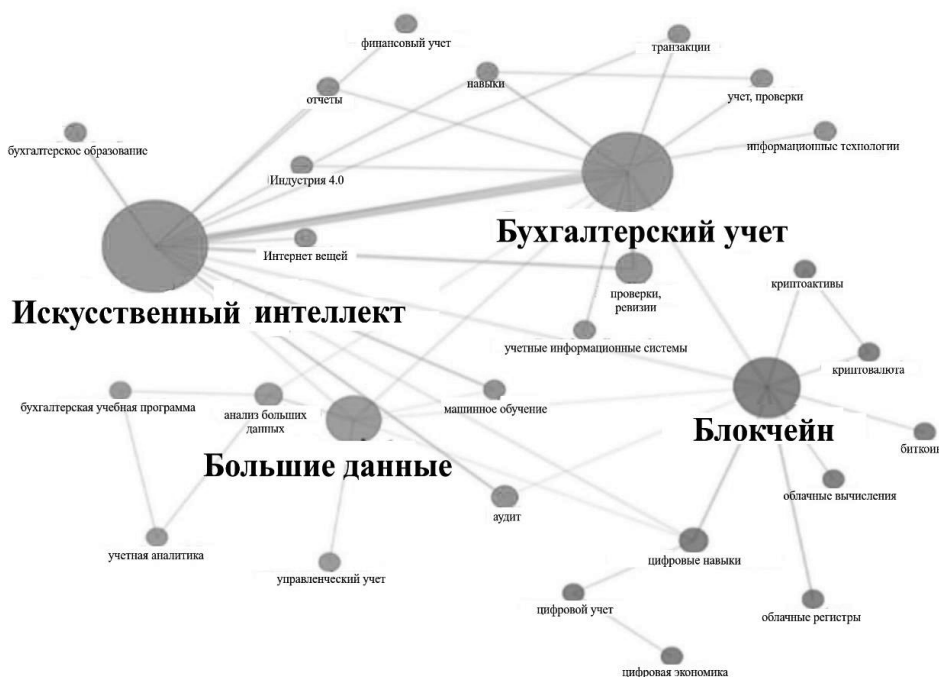 финансовый учет
транзакции
навыки
отчеты
учет, проверки
бухгалтерское образование
информационные технологии
Индустрия 4.0
Бухгалтерский учет
Интернет вещей
проверки,
ревизии
криптоактивы
Искусственный интеллект
учетные информационные системы
криптовалюта
бухгалтерская учебная программа
анализ больших
данных
машинное обучение
Блокчейн
биткоин
Большие данные
облачные вычисления
аудит
учетная аналитика
цифровые навыки
управленческий учет
цифровой учет
облачные регистры
цифровая экономика